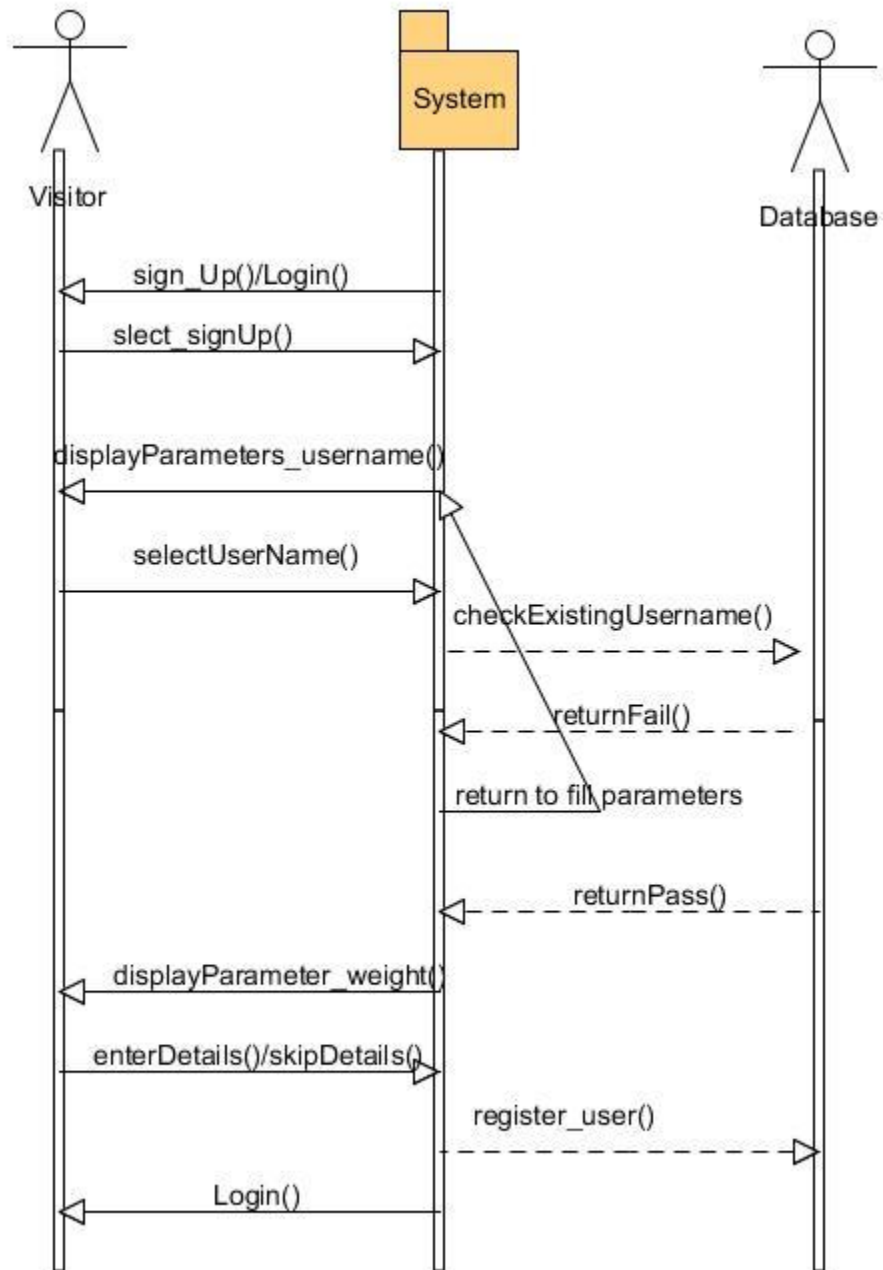 System
Visitor
Database
sign_Up()/Login()
slect_signUp()
displayParameters_username()
selectUserName()
checkExistingUsername()
returnFail()
return to fill parameters
returnPass()
displayParameter_weight()
enterDetails()/skipDetails()
register_user()
Login()